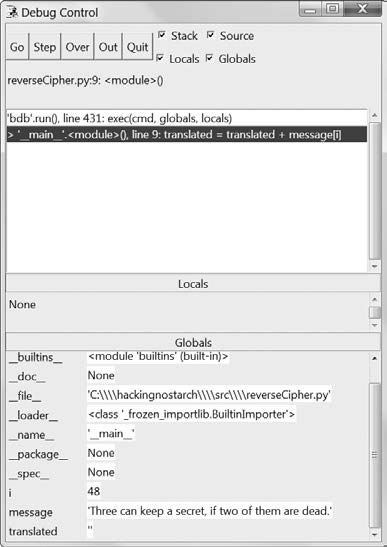 Debug Control
Go Step Over Out Quit Stack Source
Locals Globals
reverseCipher.py:9: <module>()
'bdb'.run(), line 431: exec(cmd, globals, locals)
> '__main__'.<module>(), line 9: translated = translated + message[i]
Locals
None
Globals
__builtins__ <module 'builtins' (built-in)>
__doc__ None
__file__ 'C:\\\\hackingnostarch\\\\src\\\\reverseCipher.py'
__loader__ <class '_frozen_importlib.BuiltinImporter'>
__name__ '__main__'
__package__ None
__spec__ None
i 48
message 'Three can keep a secret, if two of them are dead.'
translated ''